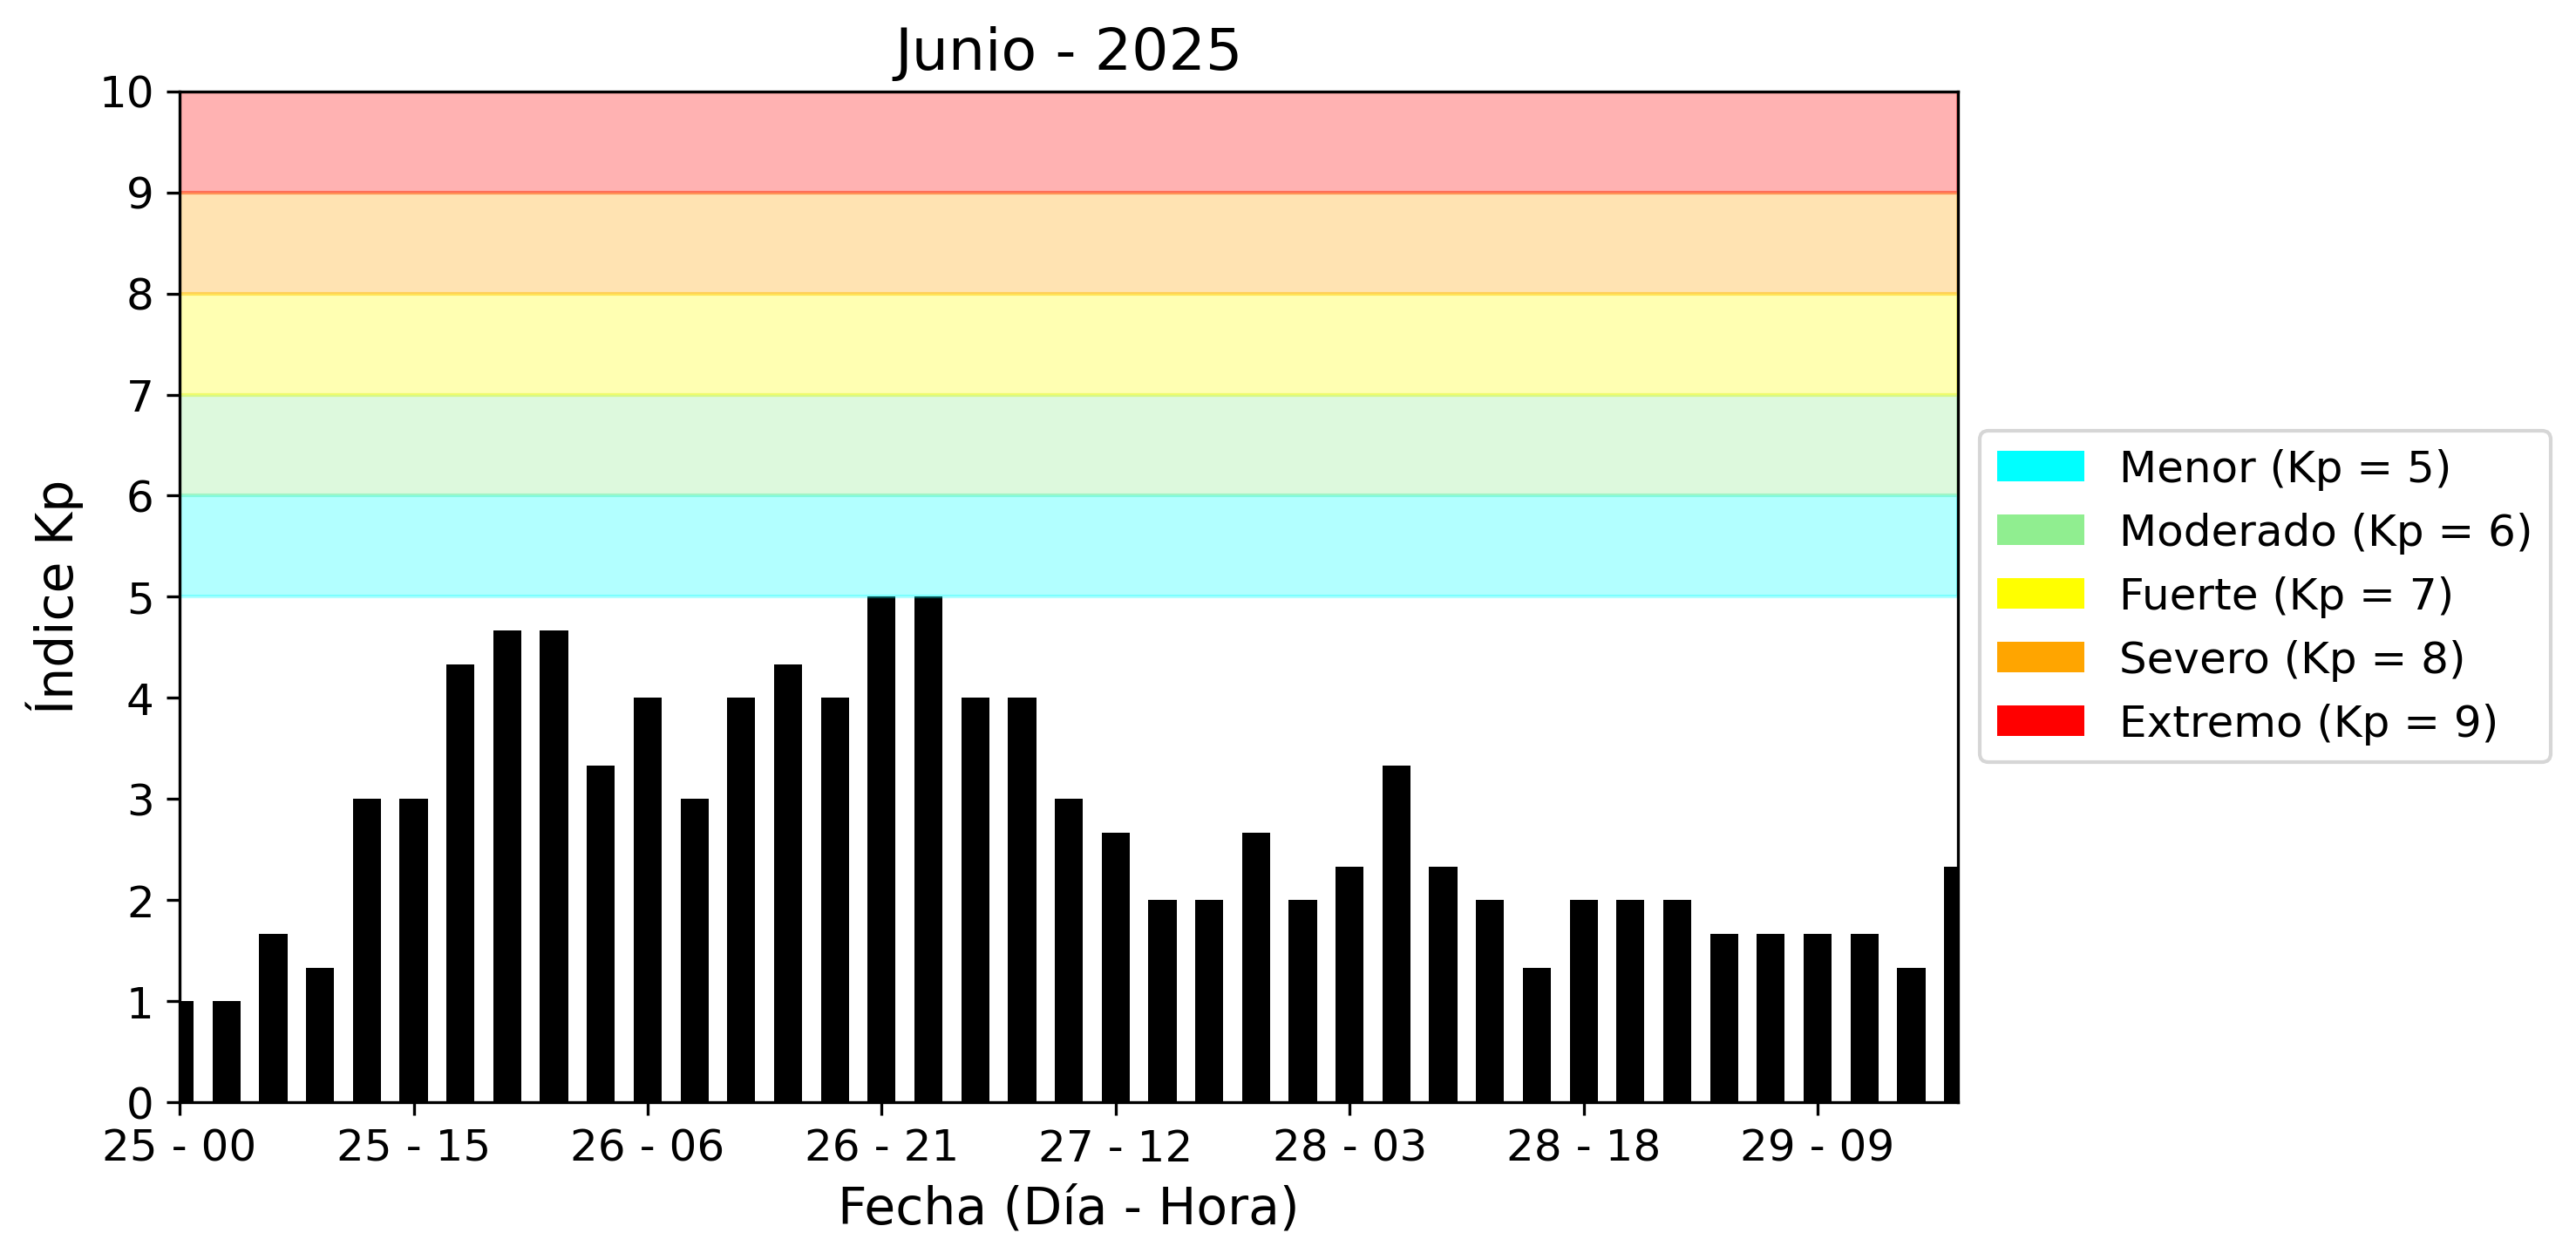 Junio - 2025
10
9
8
7
6
5
4
3
2
1
0
Índice Kp
25 - 00
25 - 15
26 - 06
26 - 21
27 - 12
28 - 03
28 - 18
29 - 09
Fecha (Día - Hora)
Menor (Kp = 5)
Moderado (Kp = 6)
Fuerte (Kp = 7)
Severo (Kp = 8)
Extremo (Kp = 9)